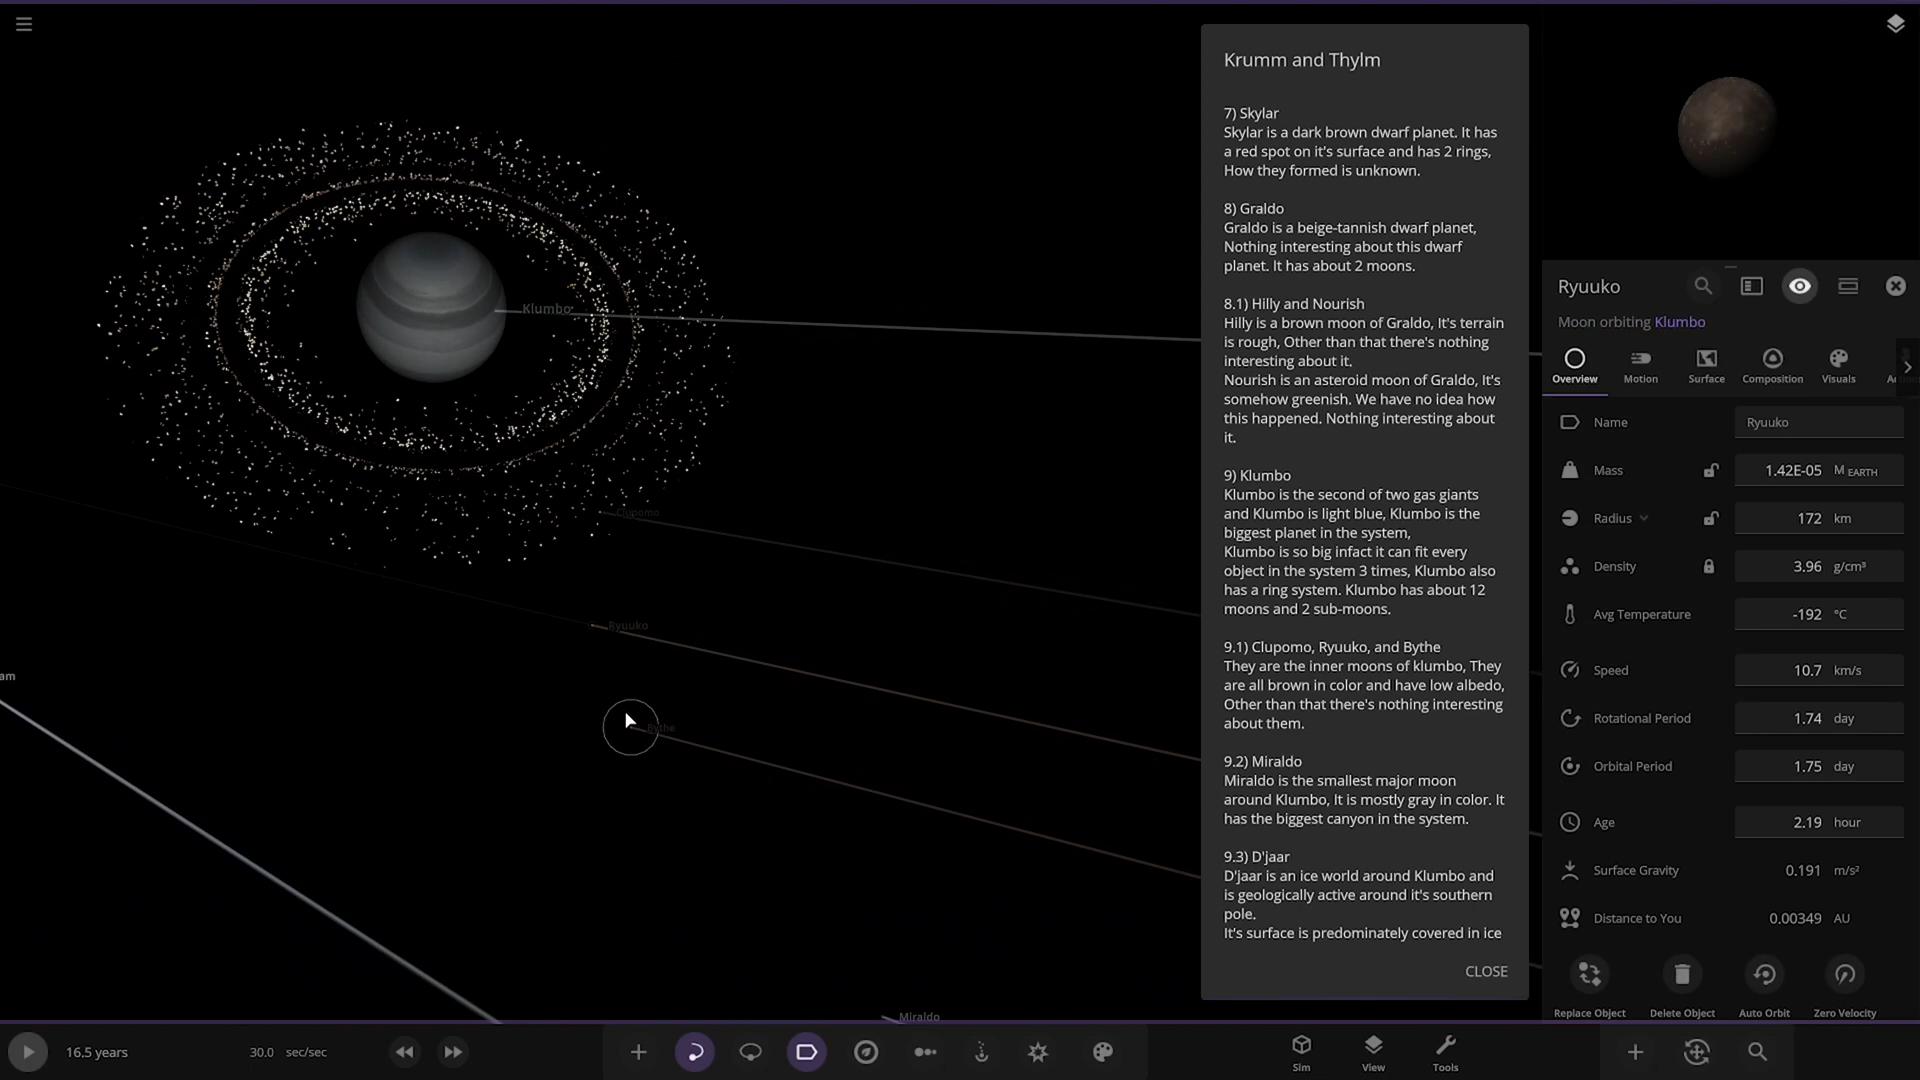 Krumm and Thylm
7) Skylar
Skylar is a dark brown dwarf planet. It has
a red spot on it's surface and has 2 rings,
How they formed is unknown.
8) Graldo
Graldo is a beige-tannish dwarf planet,
Nothing interesting about this dwarf
planet. It has about 2 moons.
8.1) Hilly and Nourish
Hilly is a brown moon of Graldo, It's terrain
is rough, Other than that there's nothing
interesting about it.
Nourish is an asteroid moon of Graldo, It's
somehow greenish. We have no idea how
this happened. Nothing interesting about
it.
9) Klumbo
Klumbo is the second of two gas giants
and Klumbo is light blue, Klumbo is the
biggest planet in the system,
Klumbo is so big infact it can fit every
object in the system 3 times, Klumbo also
has a ring system. Klumbo has about 12
moons and 2 sub-moons.
9.1) Clupomo, Ryuuko, and Bythe
They are the inner moons of klumbo, They
are all brown in color and have low albedo,
Other than that there's nothing interesting
about them.
9.2) Miraldo
Miraldo is the smallest major moon
around Klumbo, It is mostly gray in color. It
has the biggest canyon in the system.
9.3) D'jaar
D'jaar is an ice world around Klumbo and
is geologically active around it's southern
pole.
It's surface is predominately covered in ice
CLOSE
Klumbo
Clupomo
Ryuuko
Bythe
am
Miraldo
Ryuuko
Moon orbiting Klumbo
Overview
Motion
Surface
Composition
Visuals
Name Ryuuko
Mass 1.42E-05 M EARTH
Radius 172 km
Density 3.96 g/cm³
Avg Temperature -192 °C
Speed 10.7 km/s
Rotational Period 1.74 day
Orbital Period 1.75 day
Age 2.19 hour
Surface Gravity 0.191 m/s²
Distance to You 0.00349 AU
Replace Object
Delete Object
Auto Orbit
Zero Velocity
16.5 years
30.0 sec/sec
Sim
View
Tools